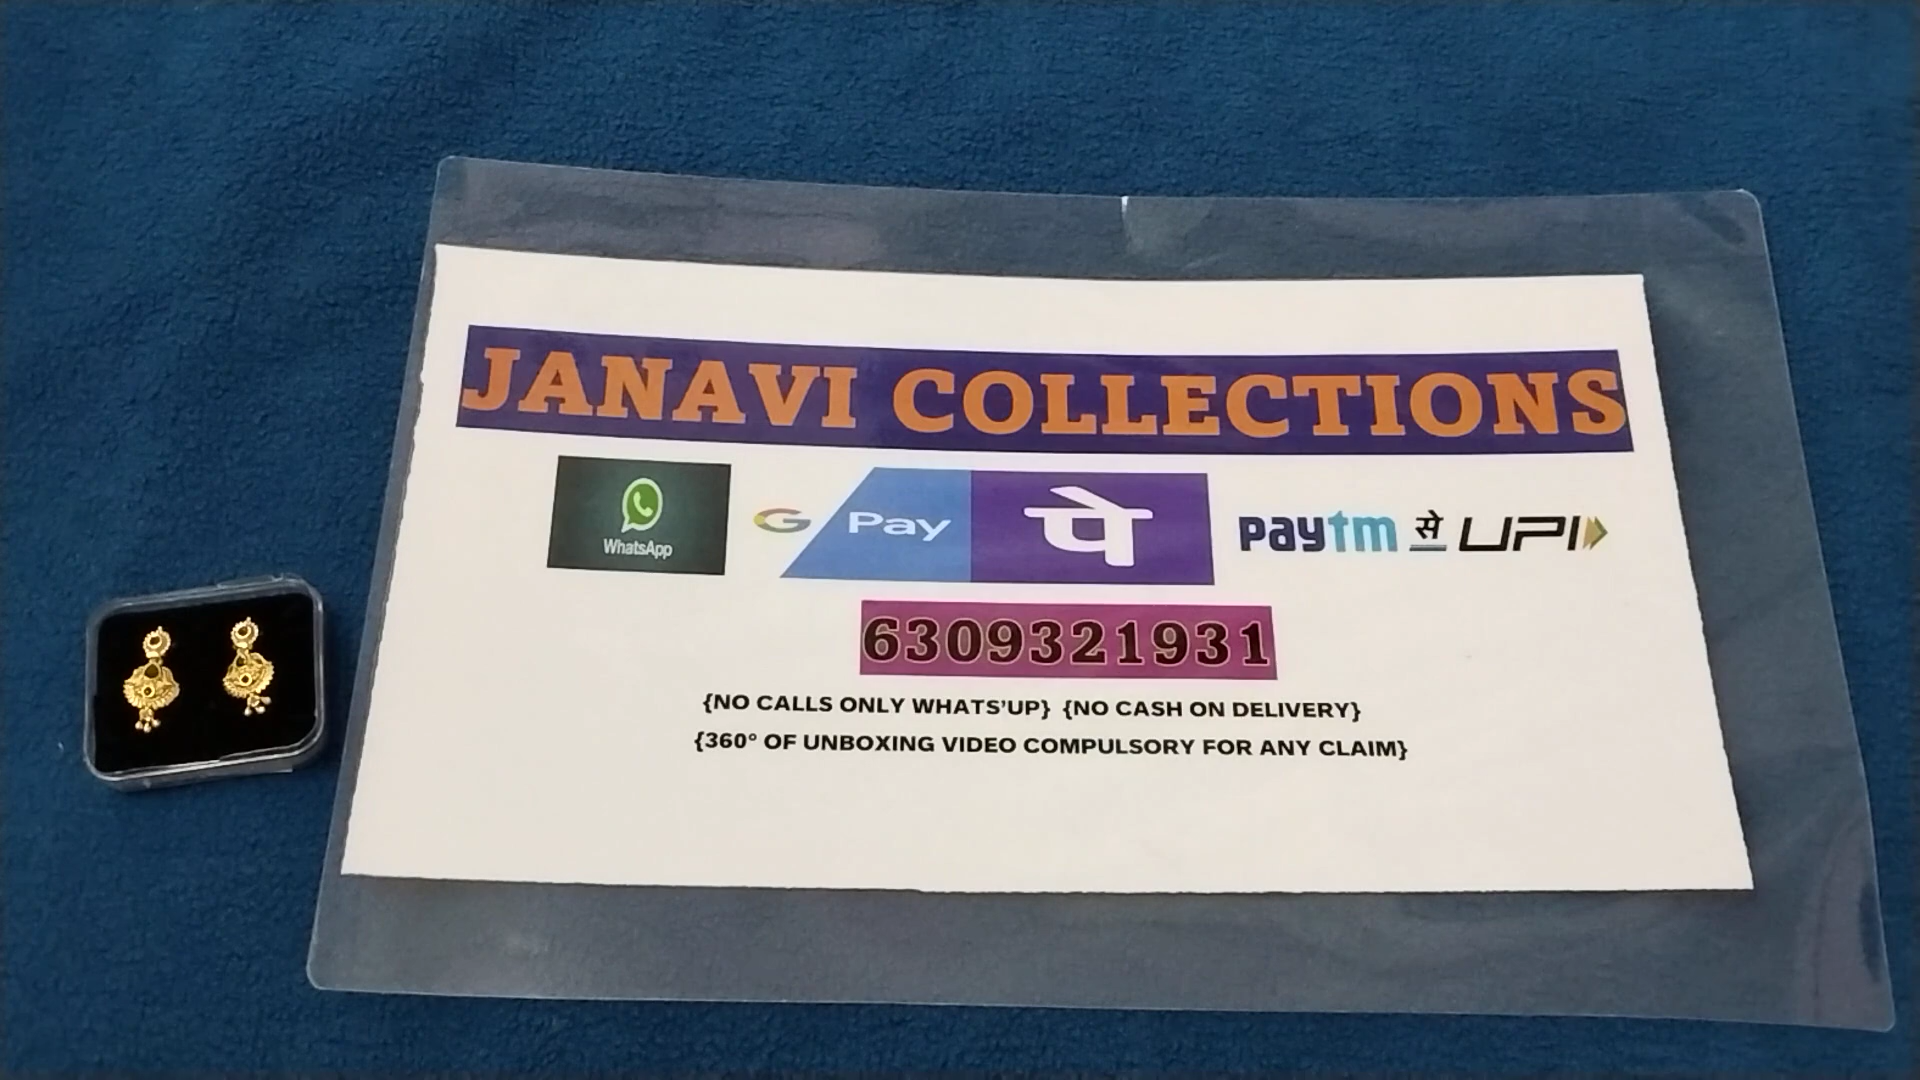 JANAVI COLLECTIONS
WhatsApp G Pay पे paytm से UPI
6309321931
{NO CALLS ONLY WHATS'UP} {NO CASH ON DELIVERY}
{360° OF UNBOXING VIDEO COMPULSORY FOR ANY CLAIM}